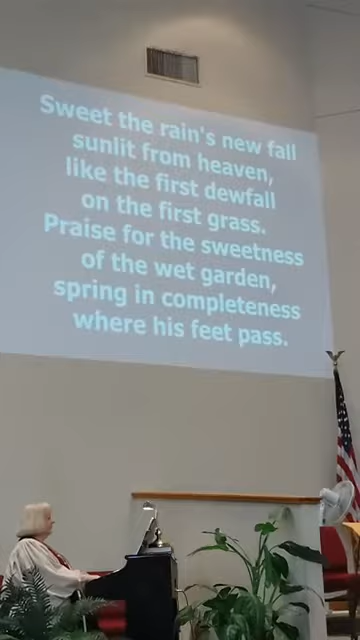 Sweet the rain's new fall
sunlit from heaven,
like the first dewfall
on the first grass.
Praise for the sweetness
of the wet garden,
spring in completeness
where his feet pass.